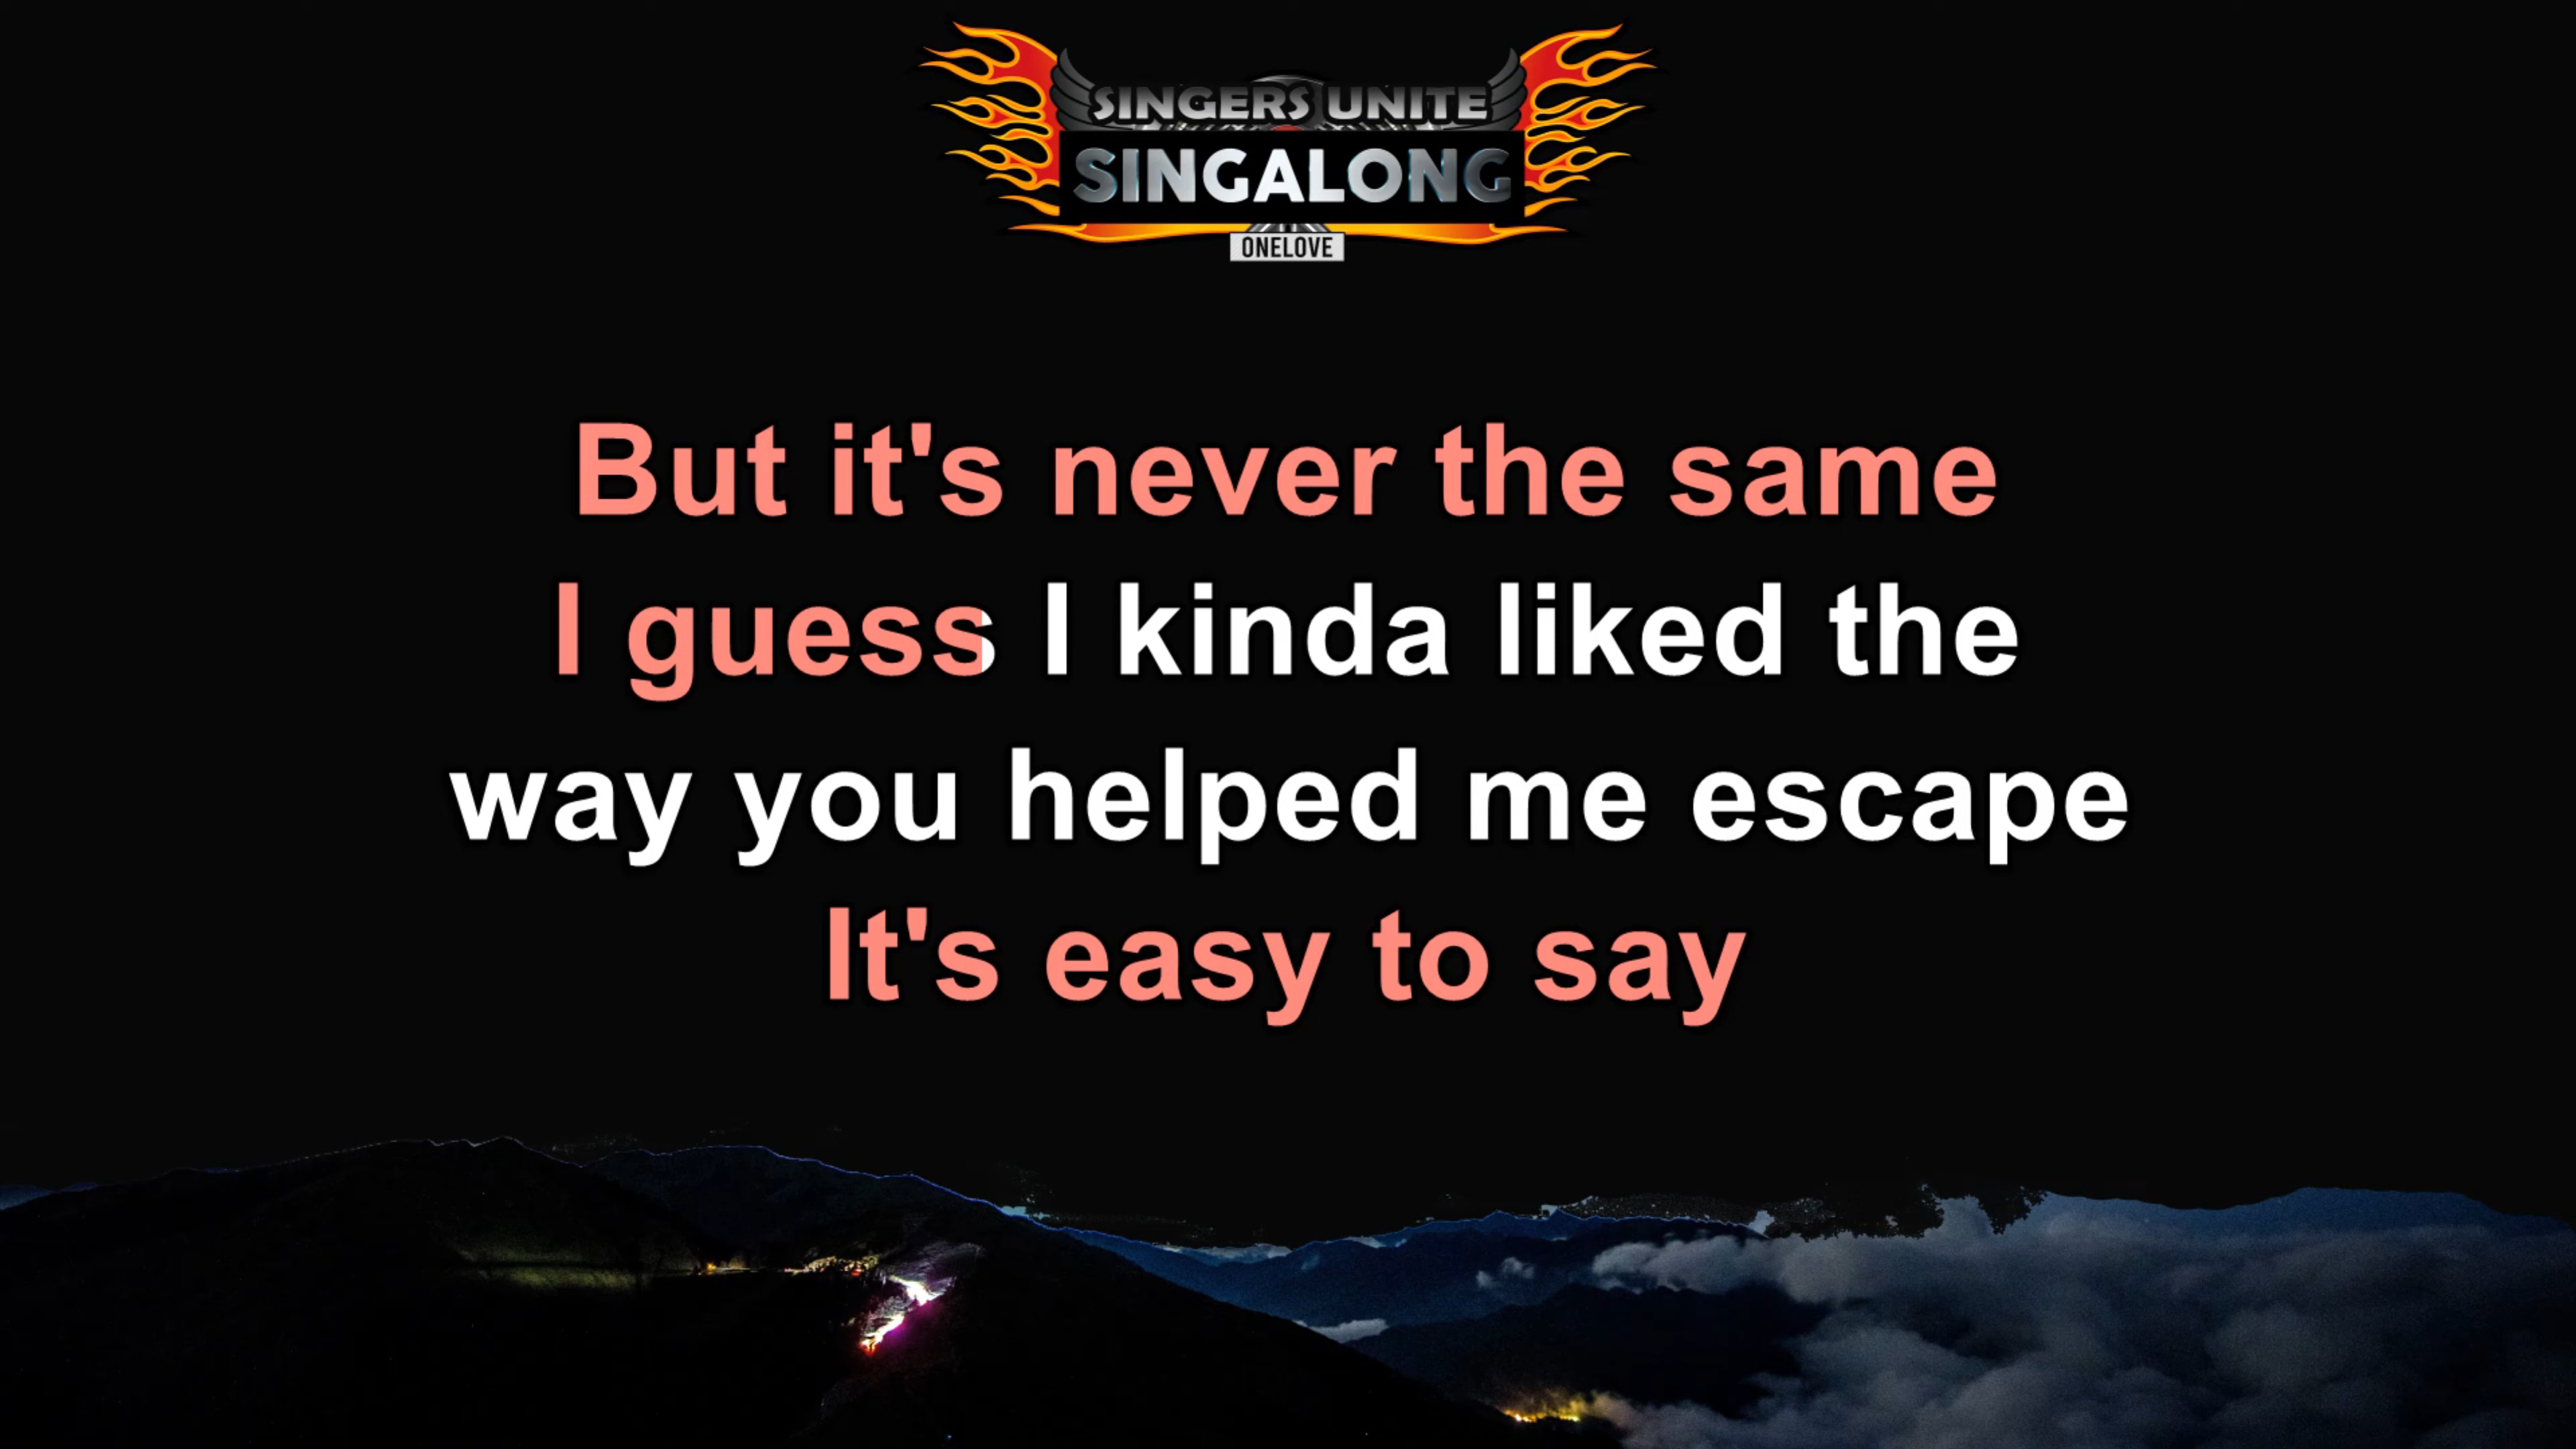 SINGERS UNITE
SINGALONG
ONELOVE
But it's never the same
I guess I kinda liked the
way you helped me escape
It's easy to say